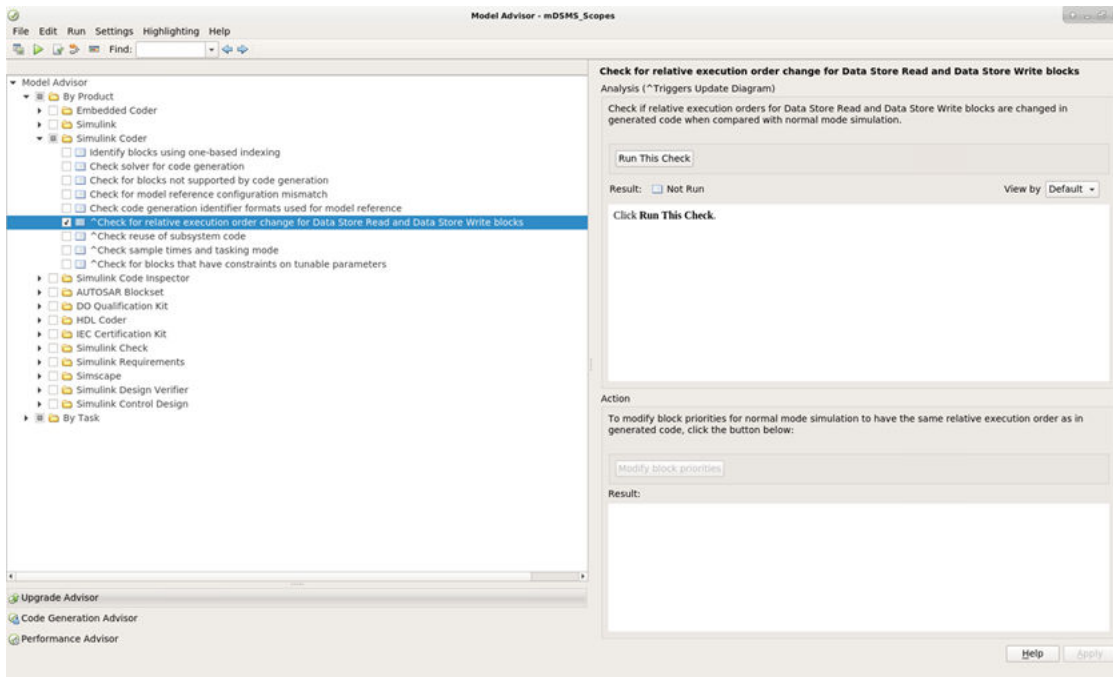 Model Advisor - mDSMS_Scopes
File Edit Run Settings Highlighting Help
Find:
Model Advisor
By Product
Embedded Coder
Simulink
Simulink Coder
Identify blocks using one-based indexing
Check solver for code generation
Check for blocks not supported by code generation
Check for model reference configuration mismatch
Check code generation identifier formats used for model reference
^Check for relative execution order change for Data Store Read and Data Store Write blocks
^Check reuse of subsystem code
^Check sample times and tasking mode
^Check for blocks that have constraints on tunable parameters
Simulink Code Inspector
AUTOSAR Blockset
DO Qualification Kit
HDL Coder
IEC Certification Kit
Simulink Check
Simulink Requirements
Simscape
Simulink Design Verifier
Simulink Control Design
By Task
Upgrade Advisor
Code Generation Advisor
Performance Advisor
Check for relative execution order change for Data Store Read and Data Store Write blocks
Analysis (^Triggers Update Diagram)
Check if relative execution orders for Data Store Read and Data Store Write blocks are changed in
generated code when compared with normal mode simulation.
Run This Check
Result: Not Run View by Default
Click Run This Check.
Action
To modify block priorities for normal mode simulation to have the same relative execution order as in
generated code, click the button below:
Modify block priorities
Result:
Help Apply